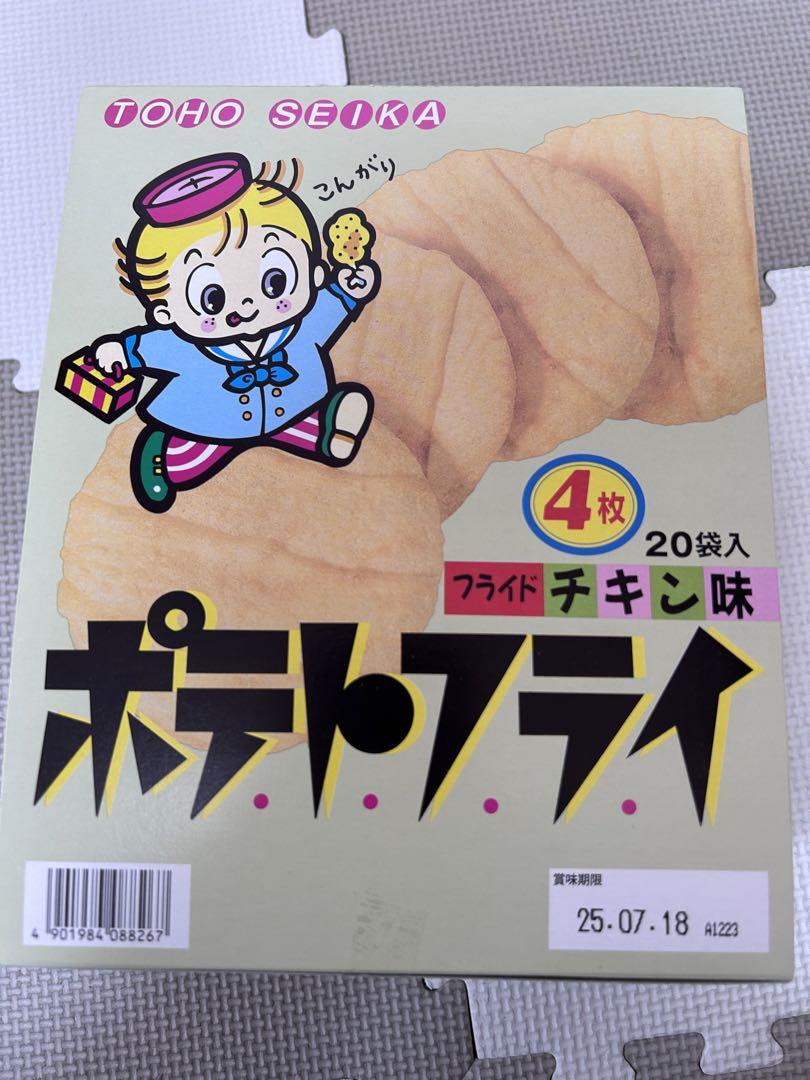 TOHO SEIKA
こんがり
4枚
20袋入
フライドチキン味
ポテトフライ
賞味期限
25.07.18 A1223
4 901984 088267